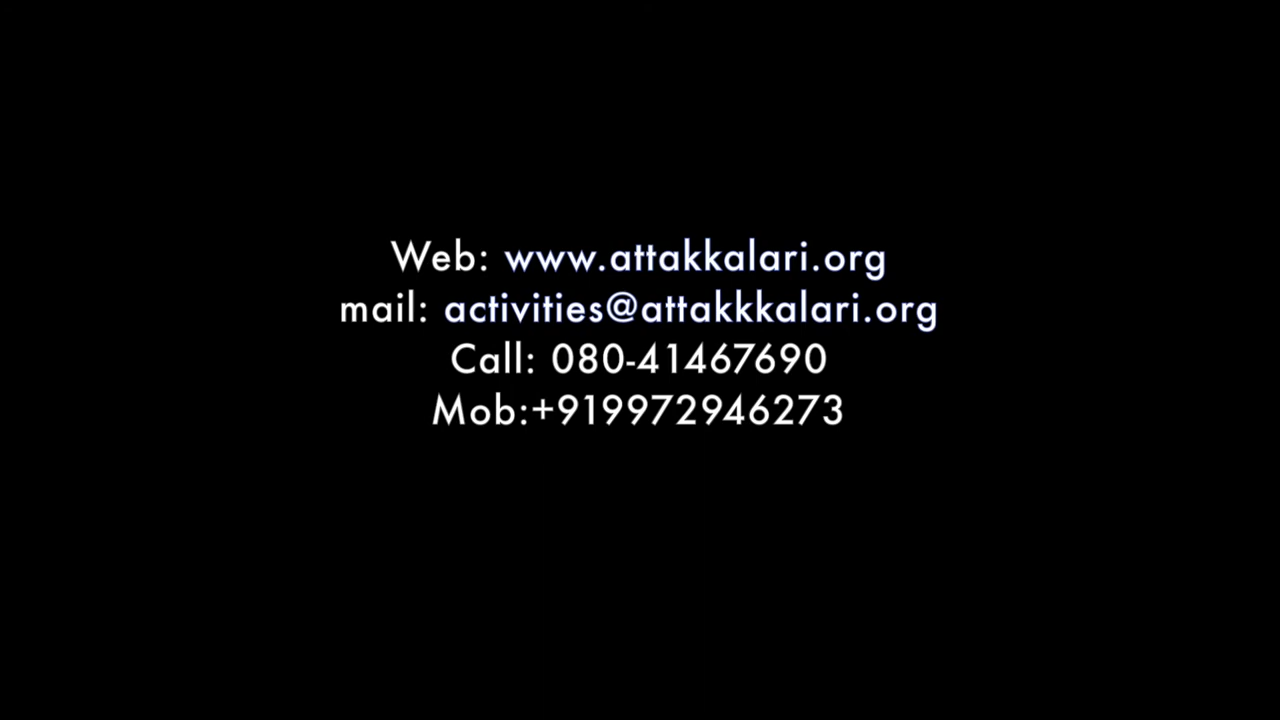 Web: www.attakkalari.org
mail: activities@attakkkalari.org
Call: 080-41467690
Mob:+919972946273